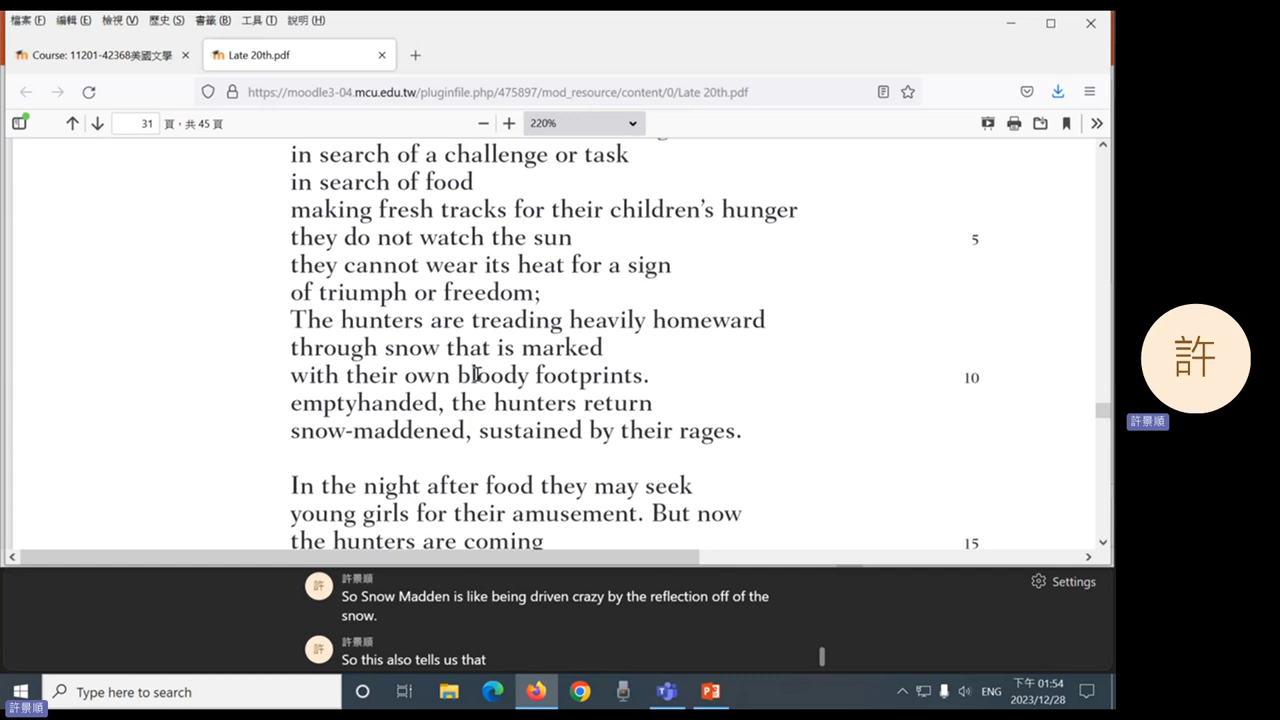 檔案 (F) 編輯 (E) 檢視 (V) 歷史 (S) 書籤 (B) 工具 (T) 說明 (H)
Course: 11201-42368美國文學
Late 20th.pdf
https://moodle3-04.mcu.edu.tw/pluginfile.php/475897/mod_resource/content/0/Late 20th.pdf
31 頁，共 45 頁
220%
in search of a challenge or task
in search of food
making fresh tracks for their children’s hunger
they do not watch the sun 5
they cannot wear its heat for a sign
of triumph or freedom;
The hunters are treading heavily homeward
through snow that is marked
with their own bloody footprints. 10
emptyhanded, the hunters return
snow-maddened, sustained by their rages.
In the night after food they may seek
young girls for their amusement. But now
the hunters are coming 15
許
許景順
許
許景順
So Snow Madden is like being driven crazy by the reflection off of the
snow.
Settings
許
許景順
So this also tells us that
Type here to search
ENG
下午 01:54
2023/12/28
許景順